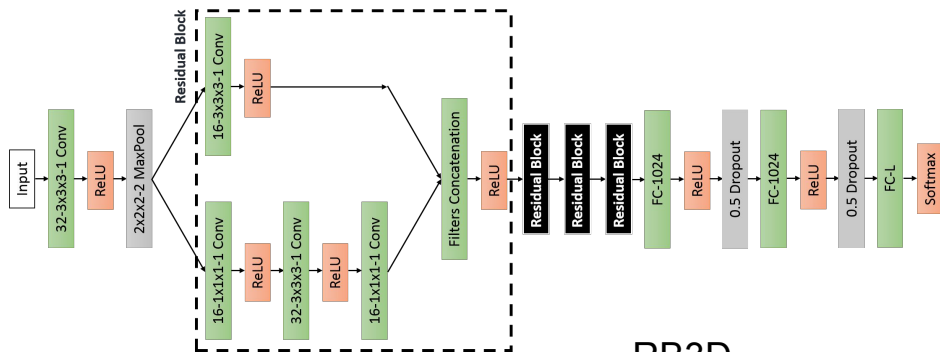 Input
32-3x3x3-1 Conv
ReLU
2x2x2-2 MaxPool
Residual Block
16-3x3x3-1 Conv
ReLU
16-1x1x1-1 Conv
ReLU
32-3x3x3-1 Conv
ReLU
16-1x1x1-1 Conv
Filters Concatenation
ReLU
Residual Block
Residual Block
Residual Block
FC-1024
ReLU
0.5 Dropout
FC-1024
ReLU
0.5 Dropout
FC-L
Softmax
RB3D